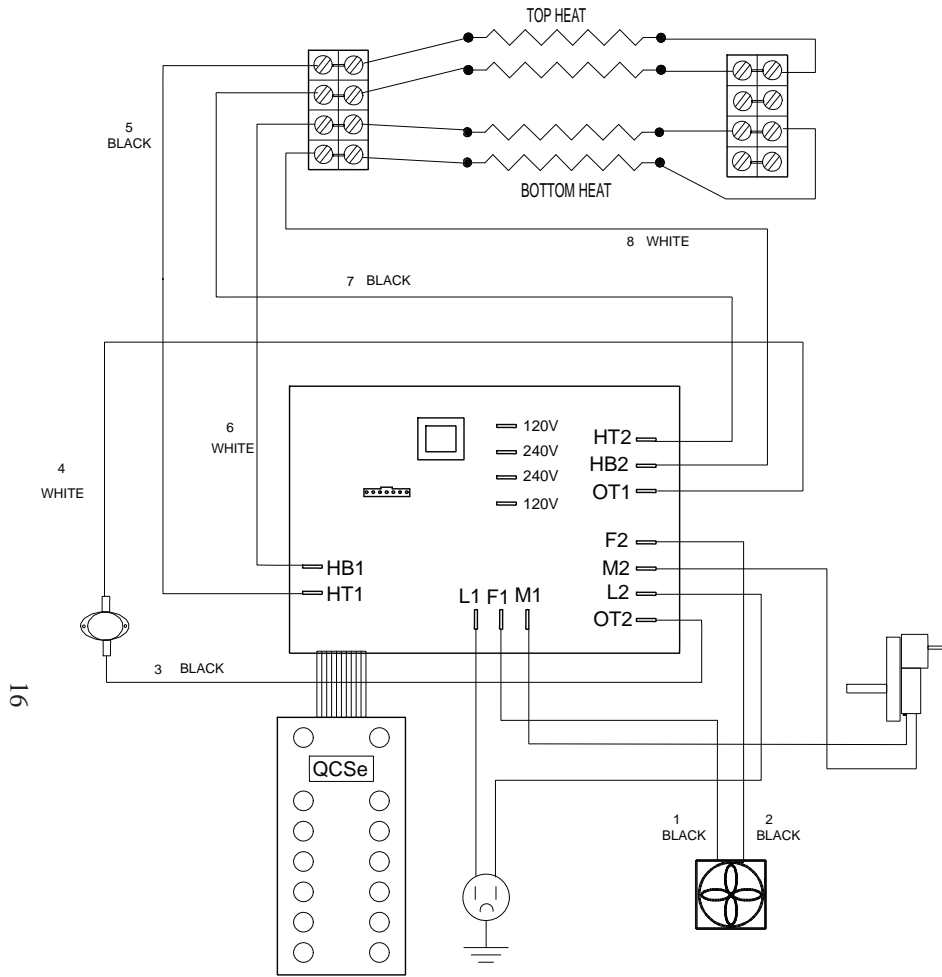 TOP HEAT
5
BLACK
BOTTOM HEAT
8 WHITE
7 BLACK
6
WHITE
4
WHITE
120V
240V
240V
120V
HT2
HB2
OT1
F2
M2
L2
OT2
HB1
HT1
L1 F1 M1
3 BLACK
16
QCSe
1
BLACK
2
BLACK